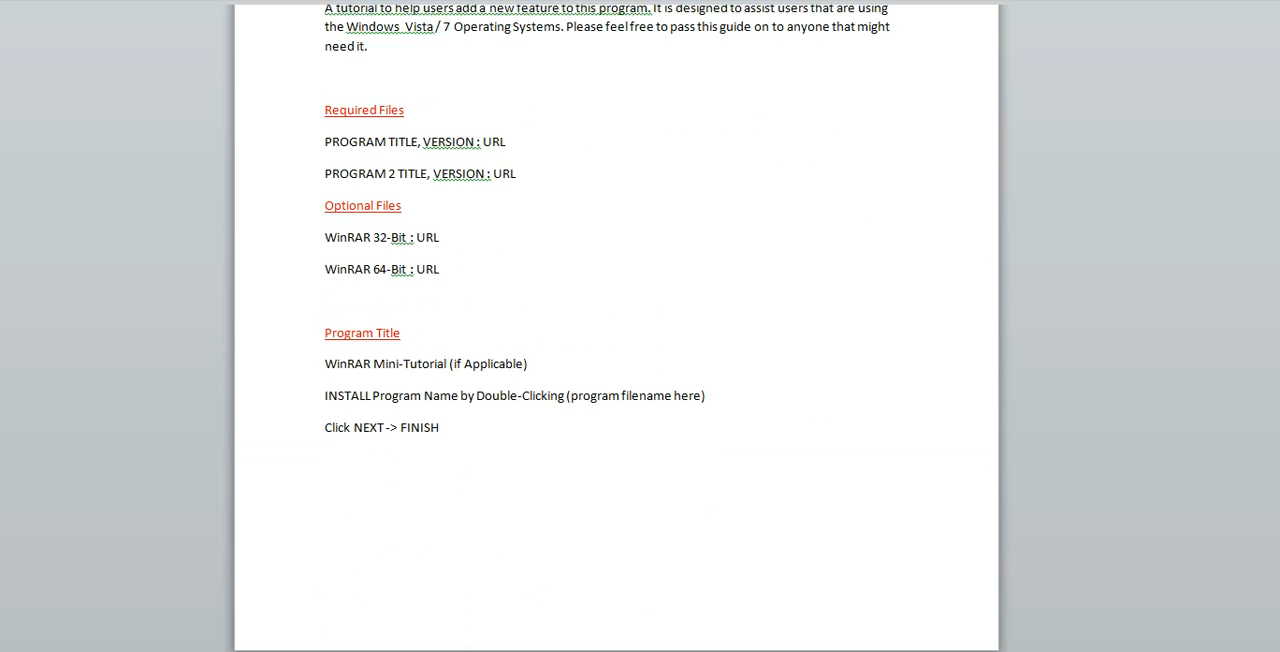 A tutorial to help users add a new feature to this program. It is designed to assist users that are using
the Windows Vista / 7 Operating Systems. Please feel free to pass this guide on to anyone that might
need it.
Required Files
PROGRAM TITLE, VERSION : URL
PROGRAM 2 TITLE, VERSION : URL
Optional Files
WinRAR 32-Bit : URL
WinRAR 64-Bit : URL
Program Title
WinRAR Mini-Tutorial (if Applicable)
INSTALL Program Name by Double-Clicking (program filename here)
Click NEXT -> FINISH